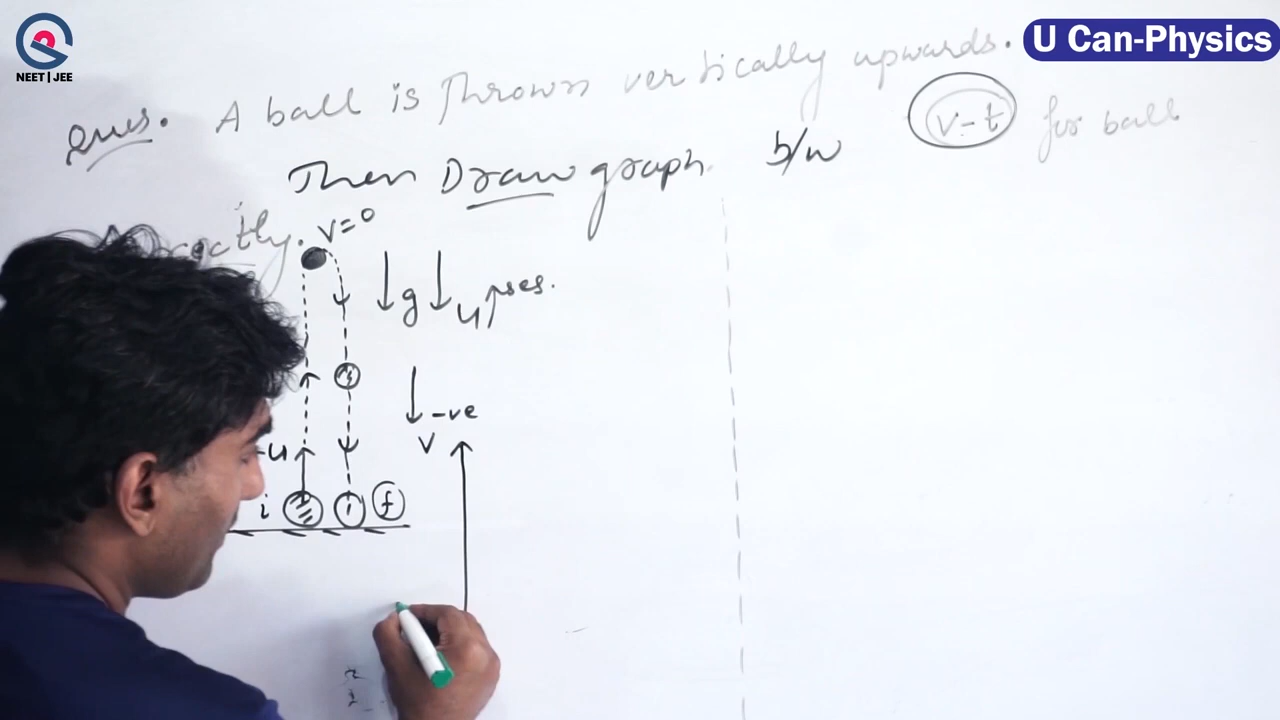 NEET | JEE
U Can-Physics
Ques. A ball is thrown vertically upwards.
Then Draw graph b/w v-t for ball
v=0
g
-ve
v
u
i
f